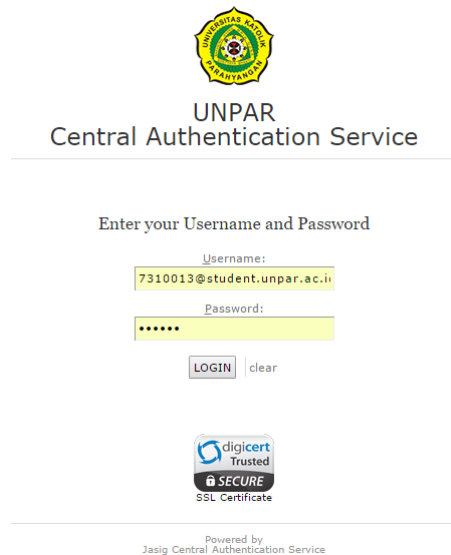 UNIVERSITAS KATOLIK
PARAHYANGAN
UNPAR
Central Authentication Service
Enter your Username and Password
Username:
7310013@student.unpar.ac.i
Password:
••••••
LOGIN
clear
digicert
Trusted
SECURE
SSL Certificate
Powered by
Jasig Central Authentication Service